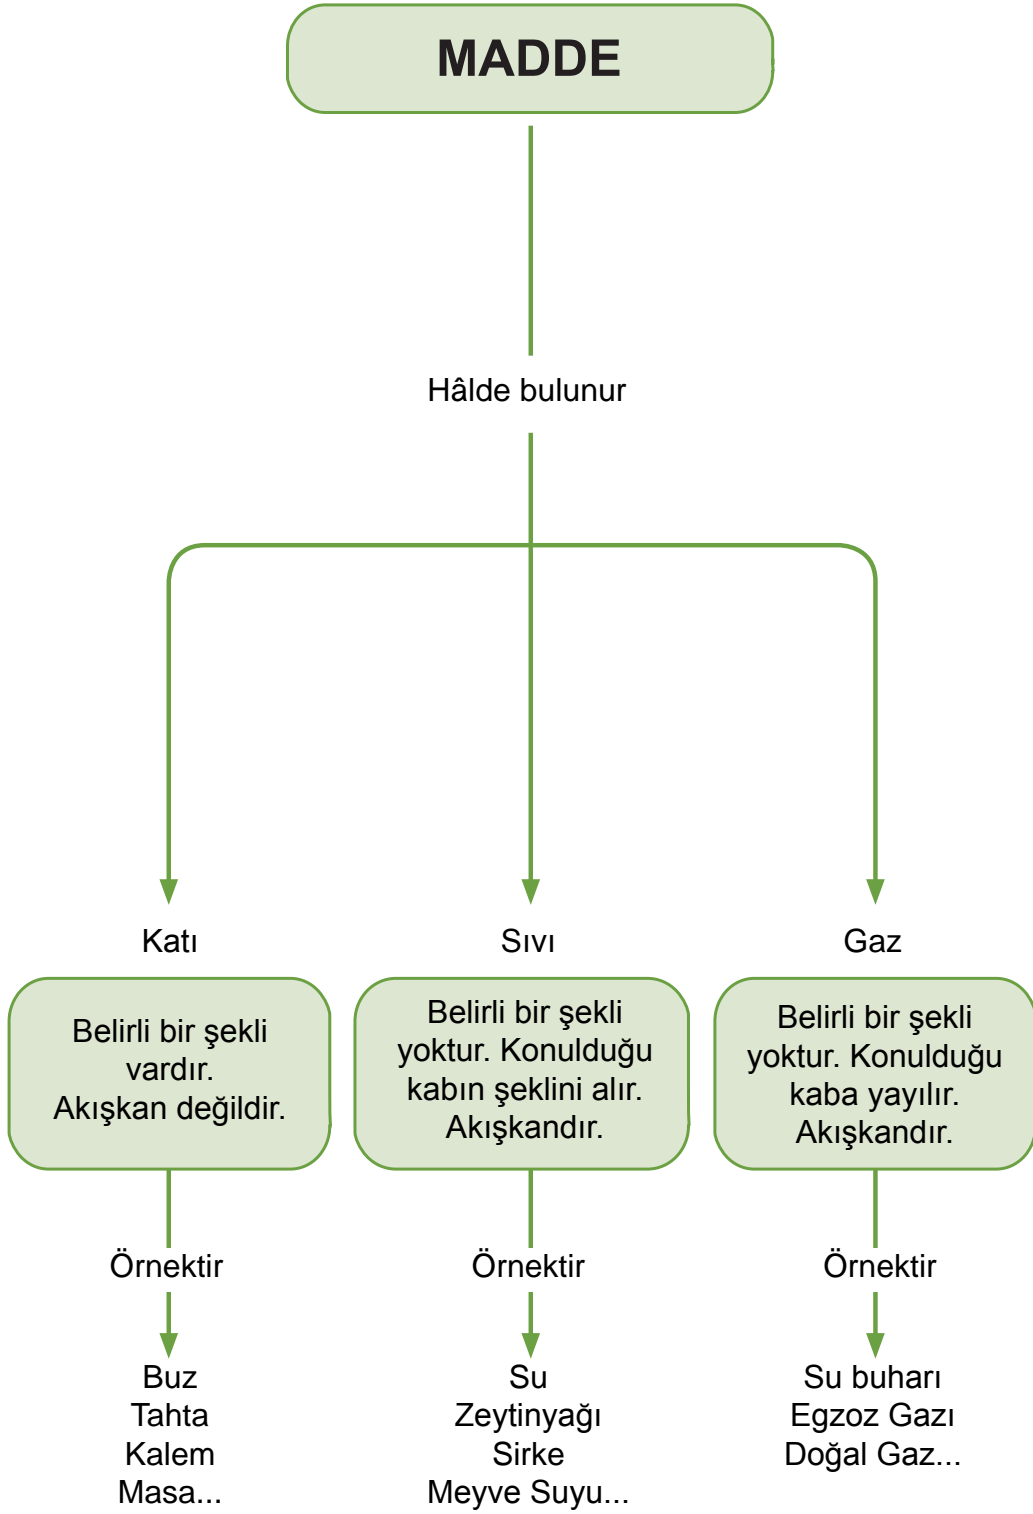 MADDE
Hâlde bulunur
Katı
Belirli bir şekli
vardır.
Akışkan değildir.
Örnektir
Buz
Tahta
Kalem
Masa...
Sıvı
Belirli bir şekli
yoktur. Konulduğu
kabın şeklini alır.
Akışkandır.
Örnektir
Su
Zeytinyağı
Sirke
Meyve Suyu...
Gaz
Belirli bir şekli
yoktur. Konulduğu
kaba yayılır.
Akışkandır.
Örnektir
Su buharı
Egzoz Gazı
Doğal Gaz...